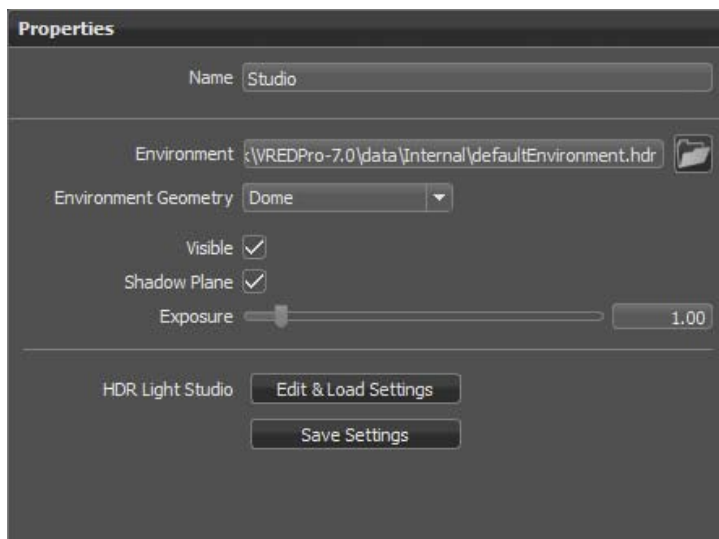 Properties
Name Studio
Environment :\VREDPro-7.0\data\Internal\defaultEnvironment.hdr
Environment Geometry Dome
Visible
Shadow Plane
Exposure 1.00
HDR Light Studio Edit & Load Settings
Save Settings